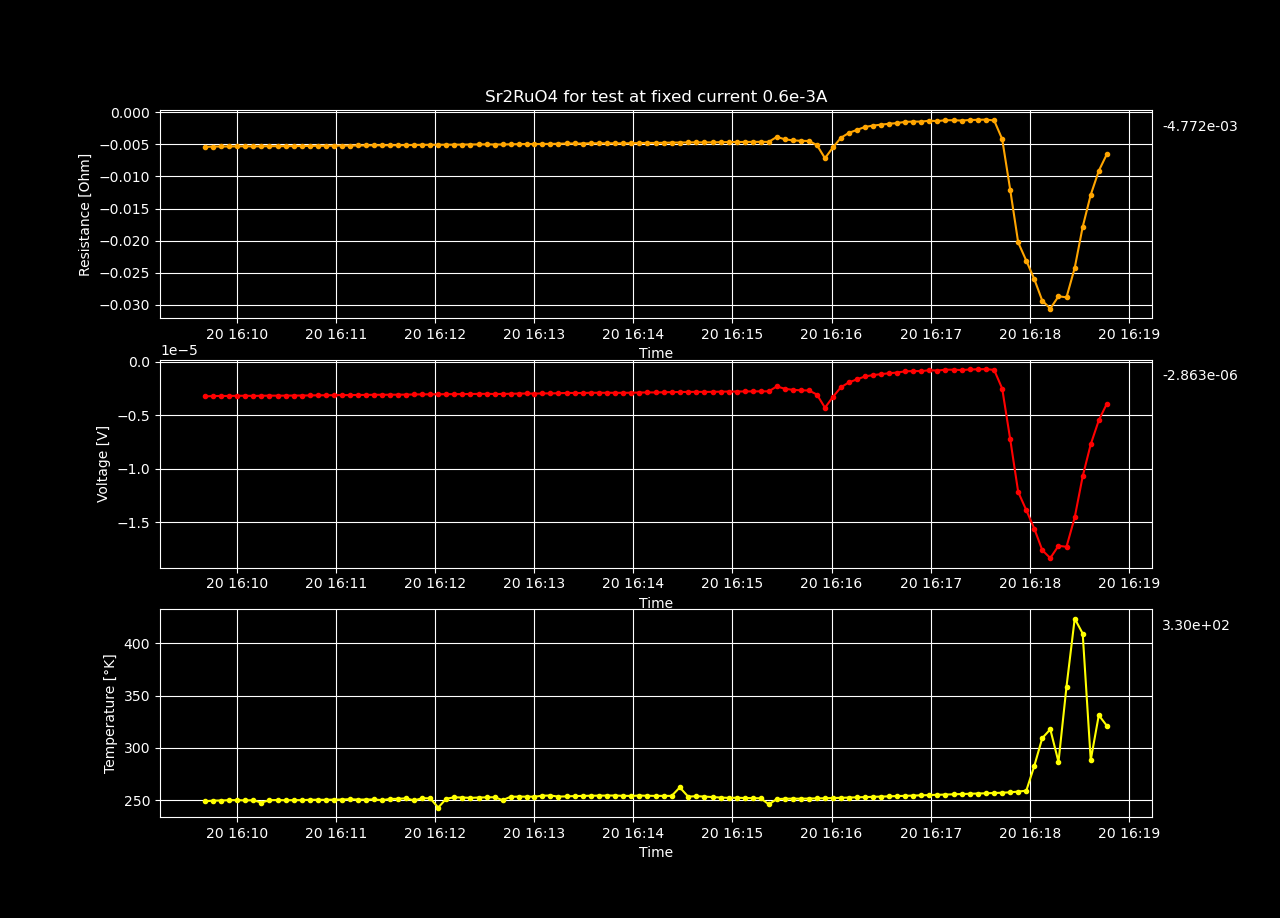 Sr2RuO4 for test at fixed current 0.6e-3A
0.000
−0.005
−0.010
−0.015
−0.020
−0.025
−0.030
Resistance [Ohm]
-4.772e-03
20 16:10 20 16:11 20 16:12 20 16:13 20 16:14 20 16:15 20 16:16 20 16:17 20 16:18 20 16:19
Time
1e−5
0.0
−0.5
−1.0
−1.5
Voltage [V]
-2.863e-06
20 16:10 20 16:11 20 16:12 20 16:13 20 16:14 20 16:15 20 16:16 20 16:17 20 16:18 20 16:19
Time
400
350
300
250
Temperature [°K]
3.30e+02
20 16:10 20 16:11 20 16:12 20 16:13 20 16:14 20 16:15 20 16:16 20 16:17 20 16:18 20 16:19
Time